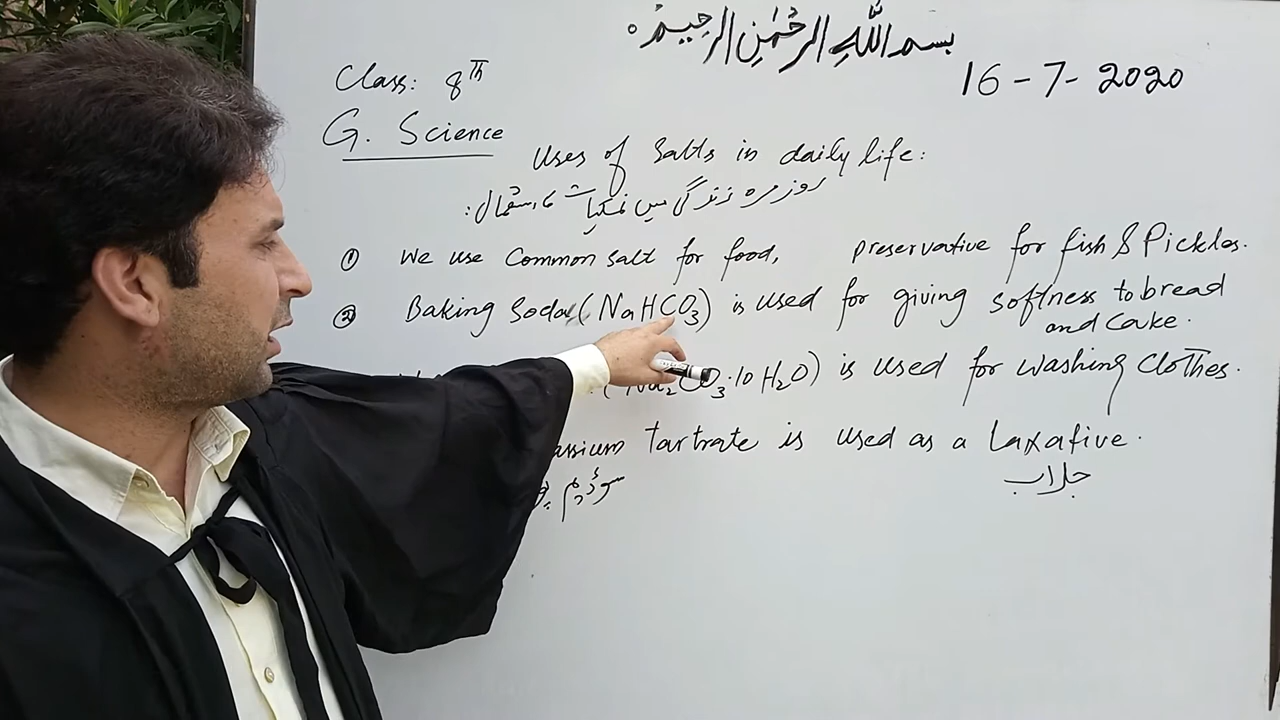 بسم اللہِ الرحمٰنِ الرحیم
16-7-2020
Class: 8th
G. Science
Uses of Salts in daily life:
روزمرہ زندگی میں نمکیات کا استعمال:
① We use Common Salt for food, preservative for fish & Pickles.
② Baking Soda (NaHCO3) is used for giving softness to bread and cake.
(Na2CO3.10H2O) is used for washing clothes.
assium tartrate is used as a laxative.
سوڈیم
جلاب